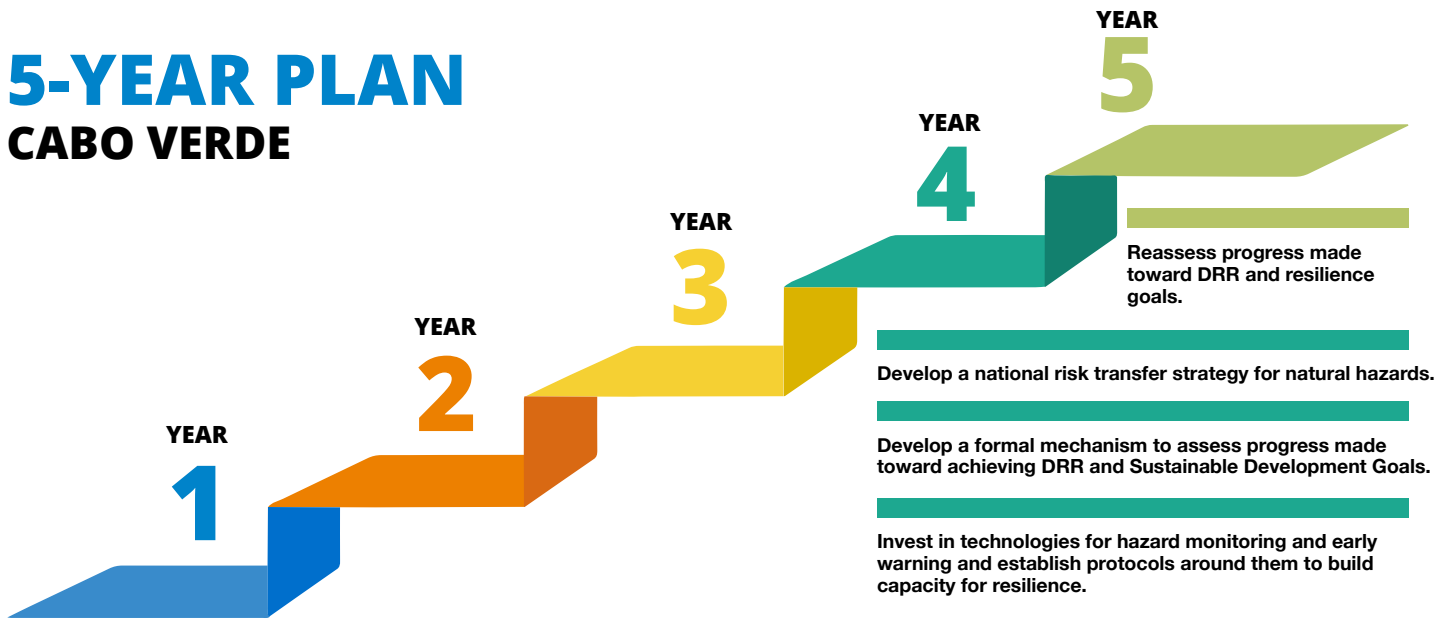 5-YEAR PLAN
CABO VERDE
YEAR
1
YEAR
2
YEAR
3
YEAR
4
YEAR
5
Reassess progress made
toward DRR and resilience
goals.
Develop a national risk transfer strategy for natural hazards.
Develop a formal mechanism to assess progress made
toward achieving DRR and Sustainable Development Goals.
Invest in technologies for hazard monitoring and early
warning and establish protocols around them to build
capacity for resilience.